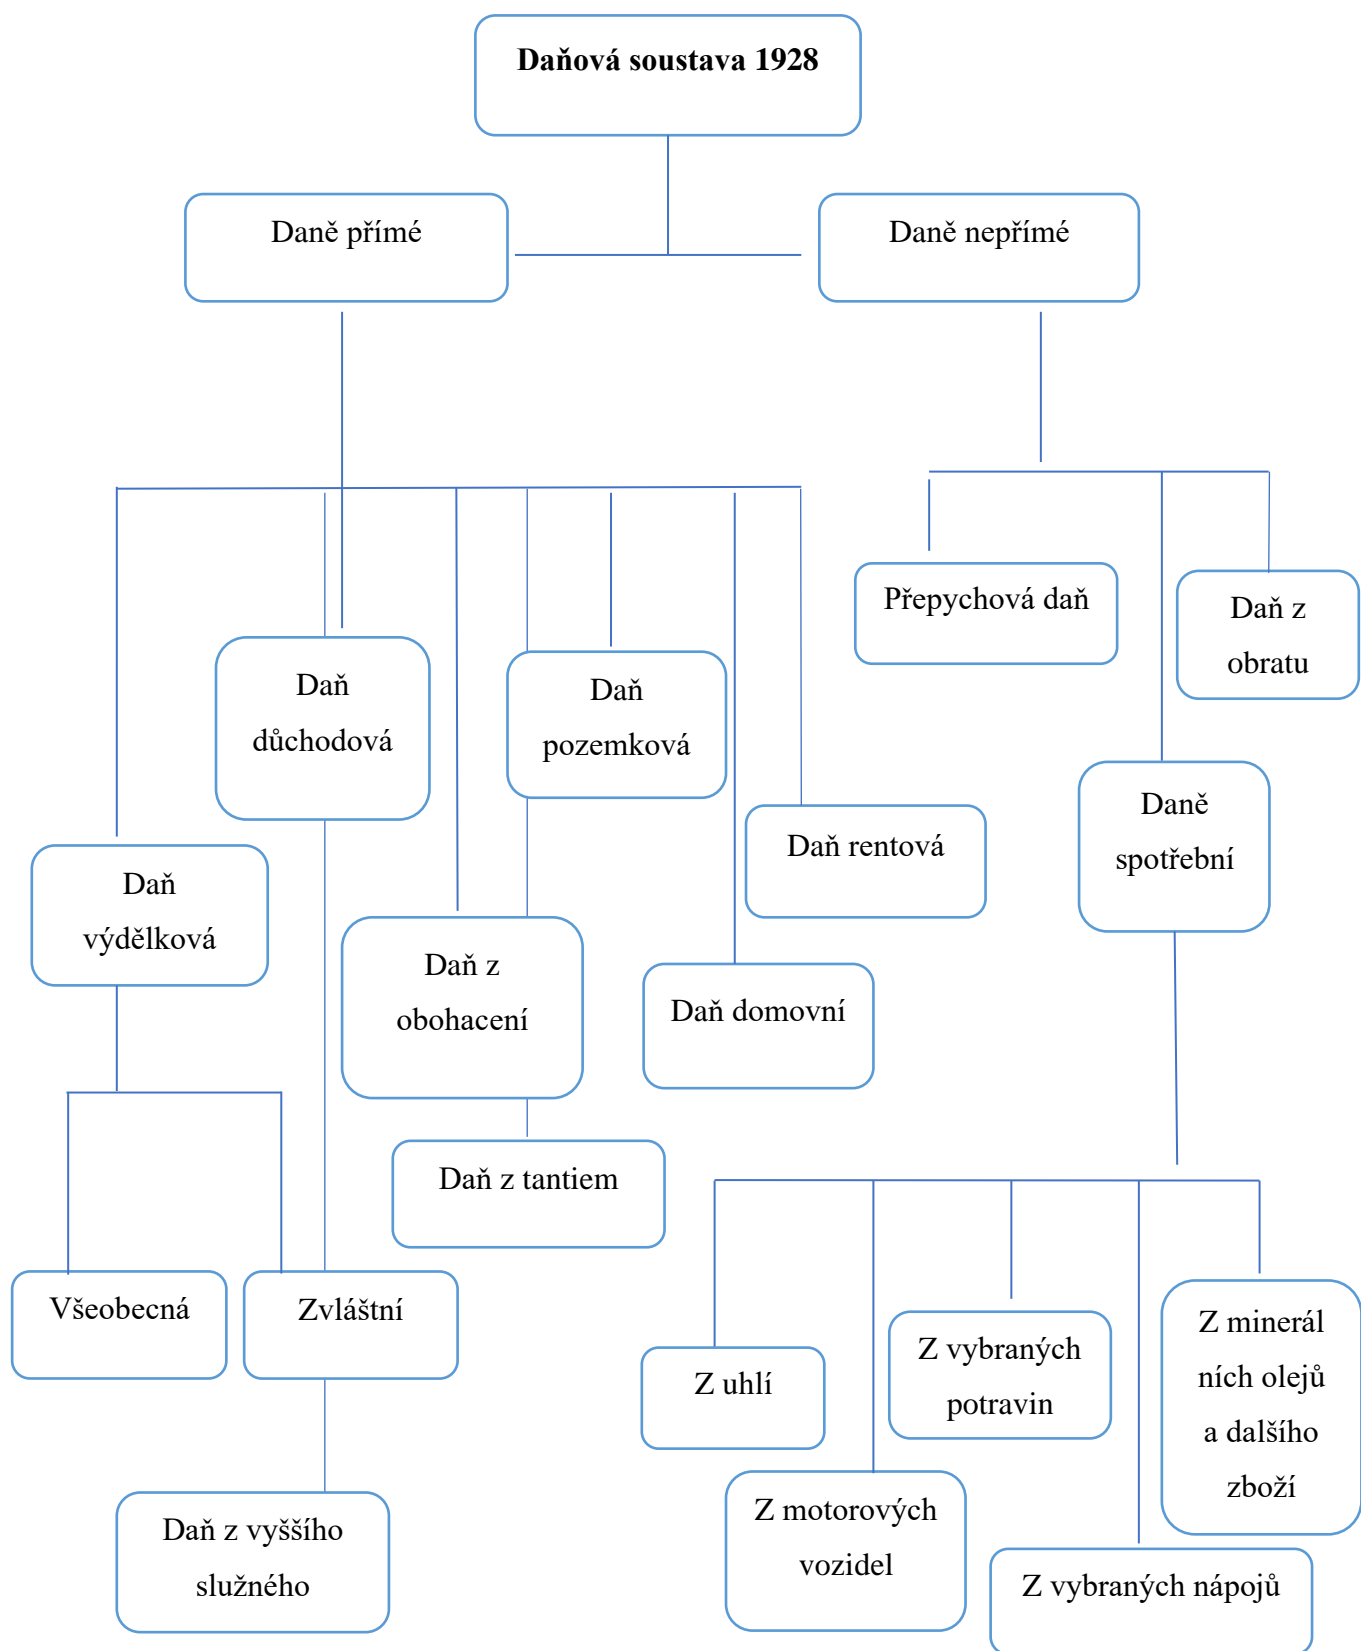 Daňová soustava 1928
Daně přímé
Daně nepřímé
Přepychová daň
Daň z
obratu
Daň
důchodová
Daň
pozemková
Daně
spotřební
Daň rentová
Daň
výdělková
Daň z
obohacení
Daň domovní
Daň z tantiem
Všeobecná
Zvláštní
Z uhlí
Z vybraných
potravin
Z minerál
ních olejů
a dalšího
zboží
Daň z vyššího
služného
Z motorových
vozidel
Z vybraných nápojů